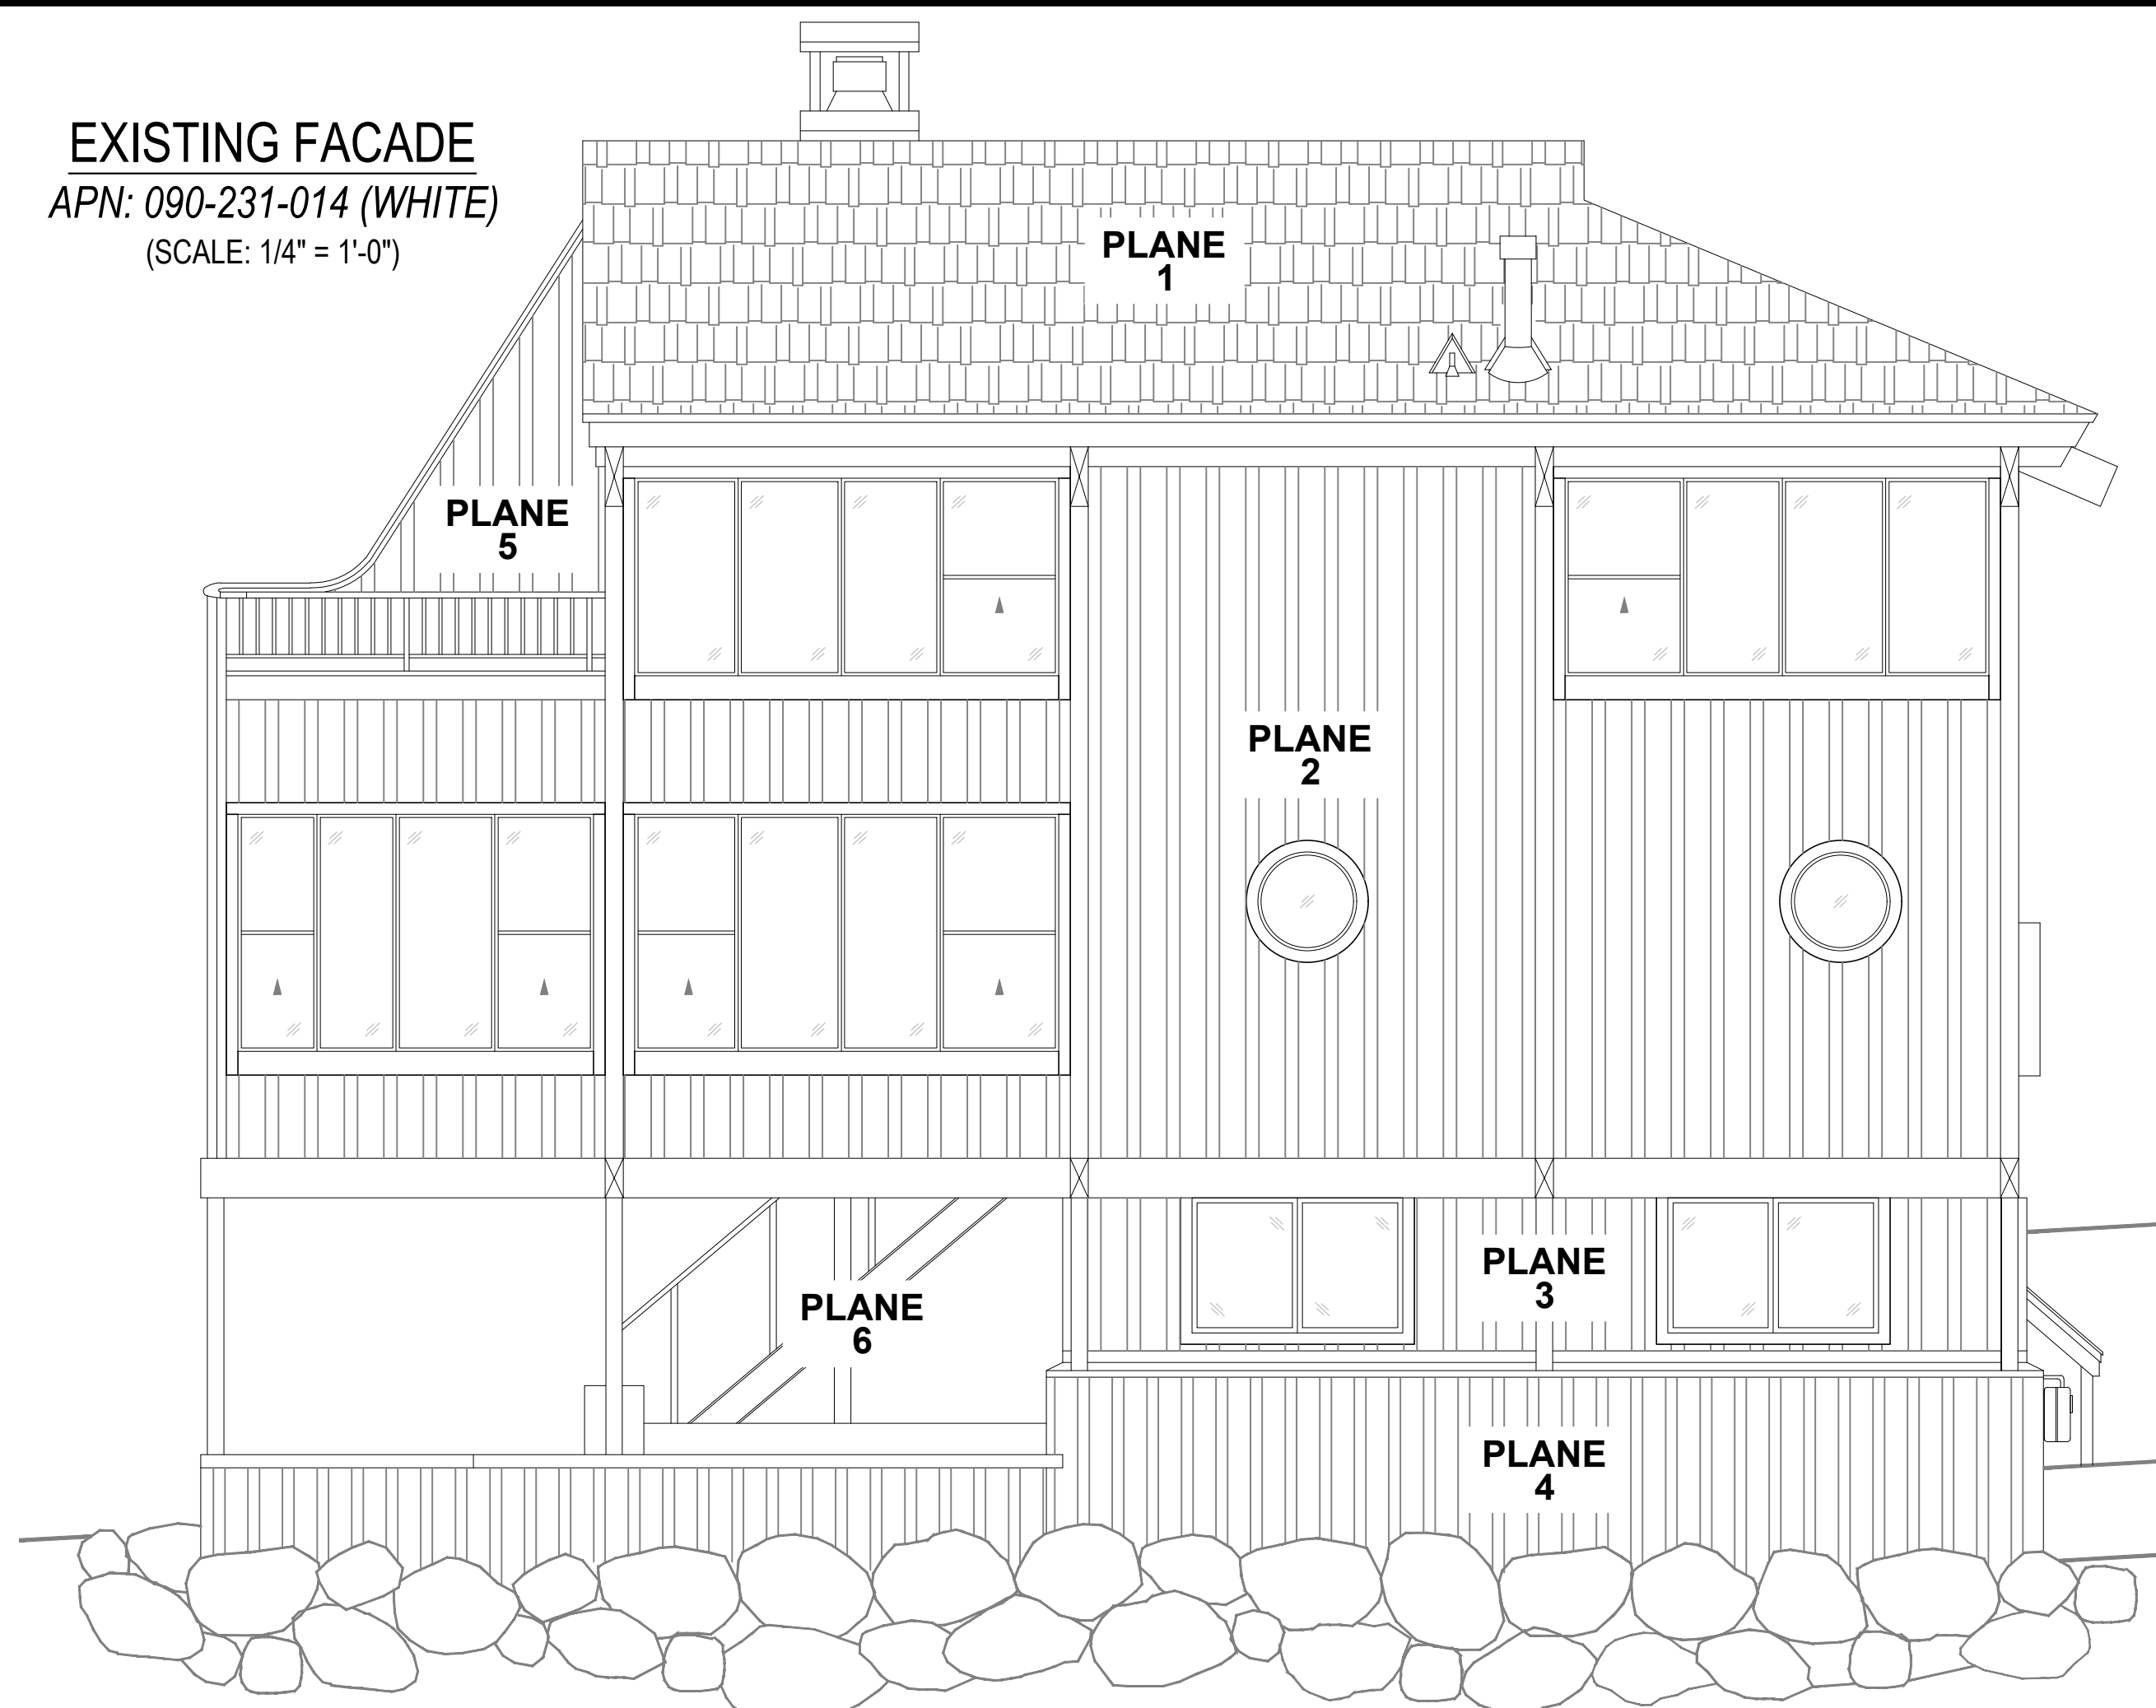 EXISTING FACADE
APN: 090-231-014 (WHITE)
(SCALE: 1/4" = 1'-0")
PLANE
1
PLANE
5
PLANE
2
PLANE
3
PLANE
6
PLANE
4